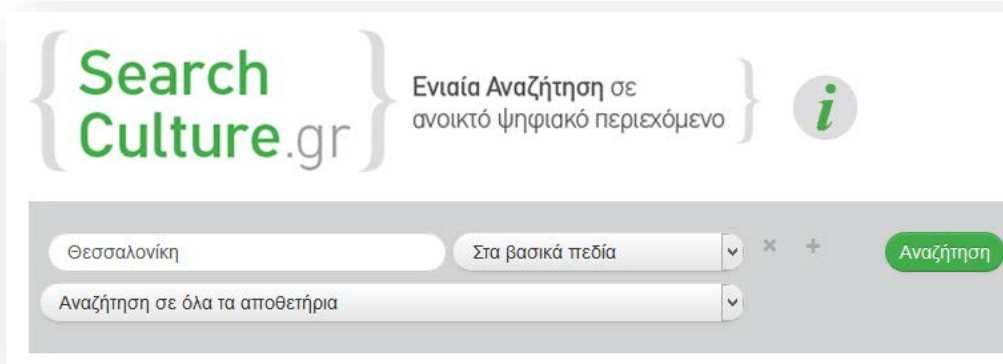 Search
Culture.gr
Ενιαία Αναζήτηση σε
ανοικτό ψηφιακό περιεχόμενο
i
Θεσσαλονίκη Στα βασικά πεδία × + Αναζήτηση
Αναζήτηση σε όλα τα αποθετήρια